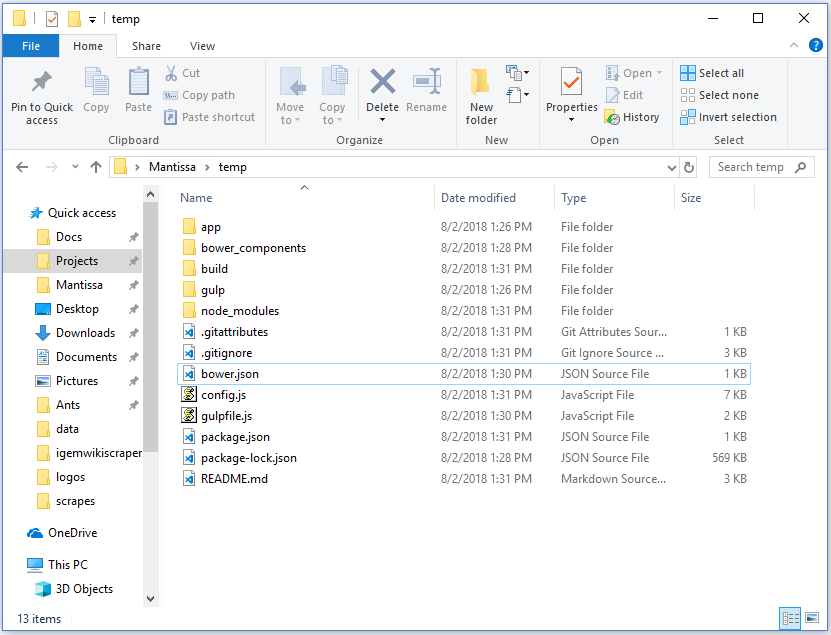 temp
File Home Share View
Pin to Quick access
Copy
Paste
Cut
Copy path
Paste shortcut
Clipboard
Move to
Copy to
Delete
Rename
Organize
New folder
New
Properties
Open
Edit
History
Open
Select all
Select none
Invert selection
Select
Mantissa temp
Search temp
Quick access
Docs
Projects
Mantissa
Desktop
Downloads
Documents
Pictures
Ants
data
igemwikiscraper
logos
scrapes
OneDrive
This PC
3D Objects
Name Date modified Type Size
app 8/2/2018 1:26 PM File folder
bower_components 8/2/2018 1:28 PM File folder
build 8/2/2018 1:31 PM File folder
gulp 8/2/2018 1:26 PM File folder
node_modules 8/2/2018 1:31 PM File folder
.gitattributes 8/2/2018 1:31 PM Git Attributes Sour... 1 KB
.gitignore 8/2/2018 1:31 PM Git Ignore Source ... 3 KB
bower.json 8/2/2018 1:30 PM JSON Source File 1 KB
config.js 8/2/2018 1:31 PM JavaScript File 7 KB
gulpfile.js 8/2/2018 1:30 PM JavaScript File 2 KB
package.json 8/2/2018 1:31 PM JSON Source File 1 KB
package-lock.json 8/2/2018 1:28 PM JSON Source File 569 KB
README.md 8/2/2018 1:31 PM Markdown Source... 3 KB
13 items